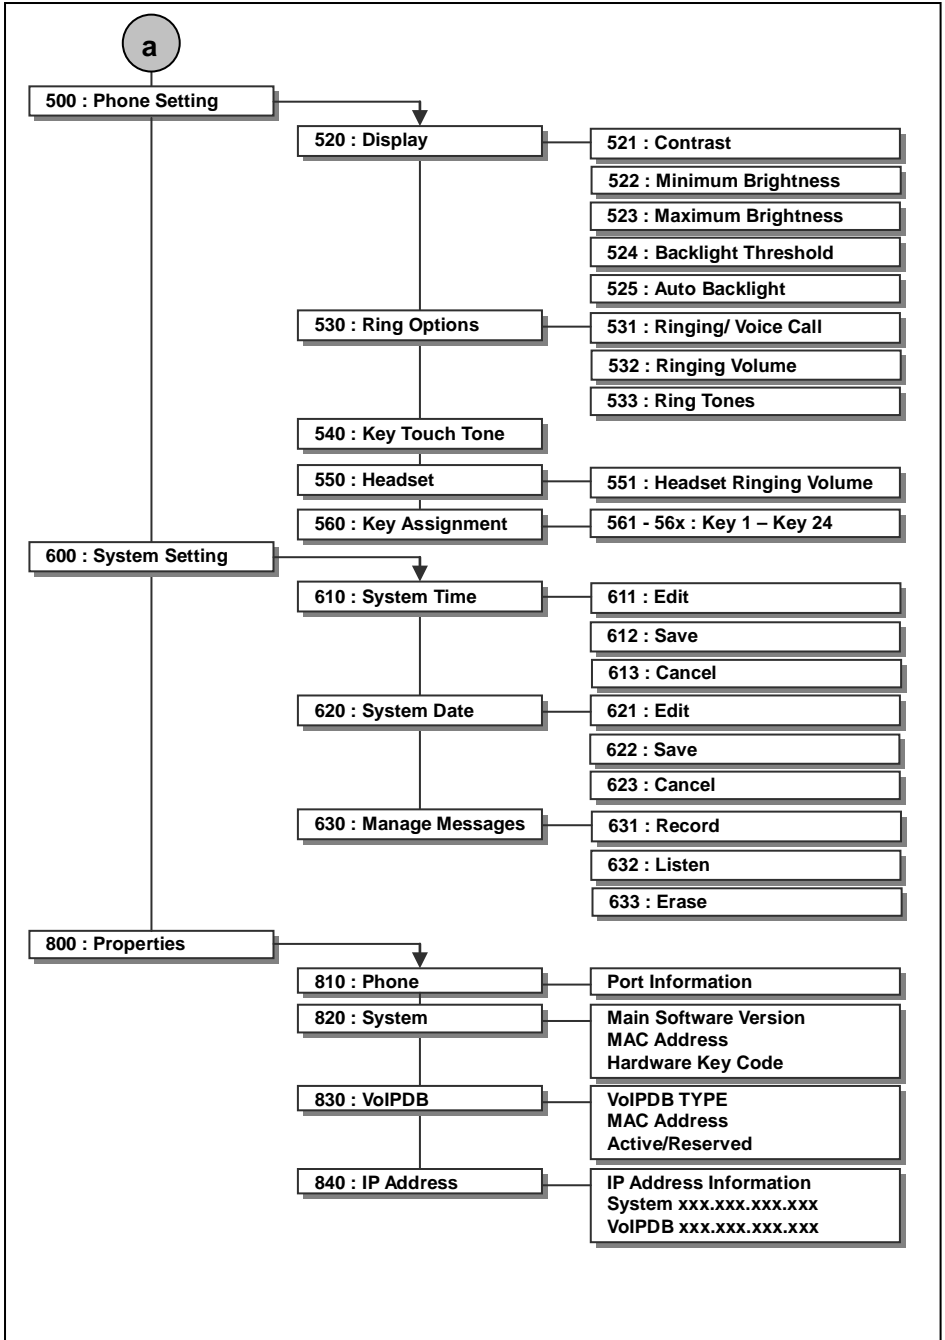 a
500 : Phone Setting
520 : Display
521 : Contrast
522 : Minimum Brightness
523 : Maximum Brightness
524 : Backlight Threshold
525 : Auto Backlight
530 : Ring Options
531 : Ringing/ Voice Call
532 : Ringing Volume
533 : Ring Tones
540 : Key Touch Tone
550 : Headset
551 : Headset Ringing Volume
560 : Key Assignment
561 - 56x : Key 1 – Key 24
600 : System Setting
610 : System Time
611 : Edit
612 : Save
613 : Cancel
620 : System Date
621 : Edit
622 : Save
623 : Cancel
630 : Manage Messages
631 : Record
632 : Listen
633 : Erase
800 : Properties
810 : Phone
Port Information
820 : System
Main Software Version
MAC Address
Hardware Key Code
830 : VoIPDB
VoIPDB TYPE
MAC Address
Active/Reserved
840 : IP Address
IP Address Information
System xxx.xxx.xxx.xxx
VoIPDB xxx.xxx.xxx.xxx